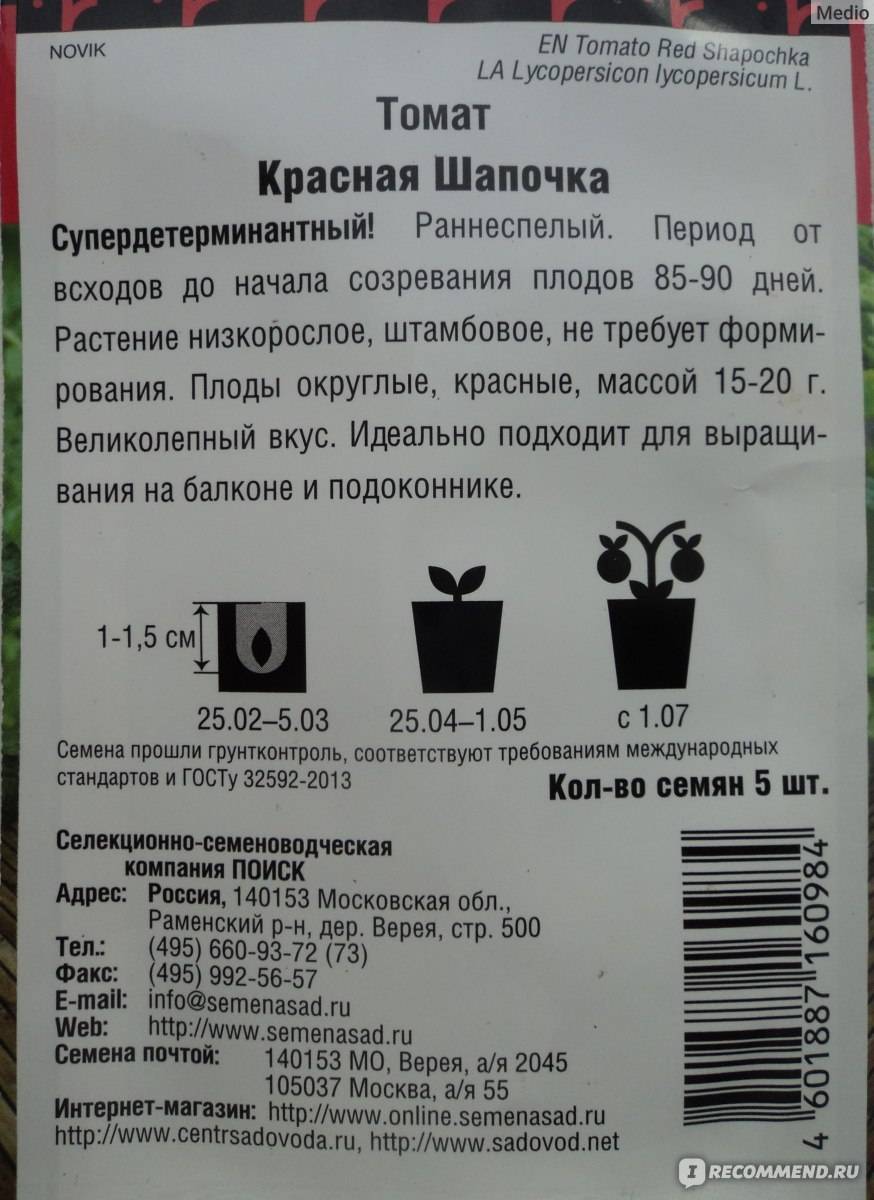 Medio
NOVIK
EN Tomato Red Shapochka
LA Lycopersicon lycopersicum L.
Томат
Красная Шапочка
Супердетерминантный! Раннеспелый. Период от
всходов до начала созревания плодов 85-90 дней.
Растение низкорослое, штамбовое, не требует форми-
рования. Плоды округлые, красные, массой 15-20 г.
Великолепный вкус. Идеально подходит для выращи-
вания на балконе и подоконнике.
1-1,5 см
25.02–5.03 25.04–1.05 с 1.07
Семена прошли грунтконтроль, соответствуют требованиям международных
стандартов и ГОСТу 32592-2013
Кол-во семян 5 шт.
Селекционно-семеноводческая
компания ПОИСК
Адрес: Россия, 140153 Московская обл.,
Раменский р-н, дер. Верея, стр. 500
Тел.: (495) 660-93-72 (73)
Факс: (495) 992-56-57
E-mail: info@semenasad.ru
Web: http://www.semenasad.ru
Семена почтой: 140153 МО, Верея, а/я 2045
105037 Москва, а/я 55
Интернет-магазин: http://www.online.semenasad.ru
http://www.centrsadovoda.ru, http://www.sadovod.net
4 601887 160984
IRECOMMEND.RU